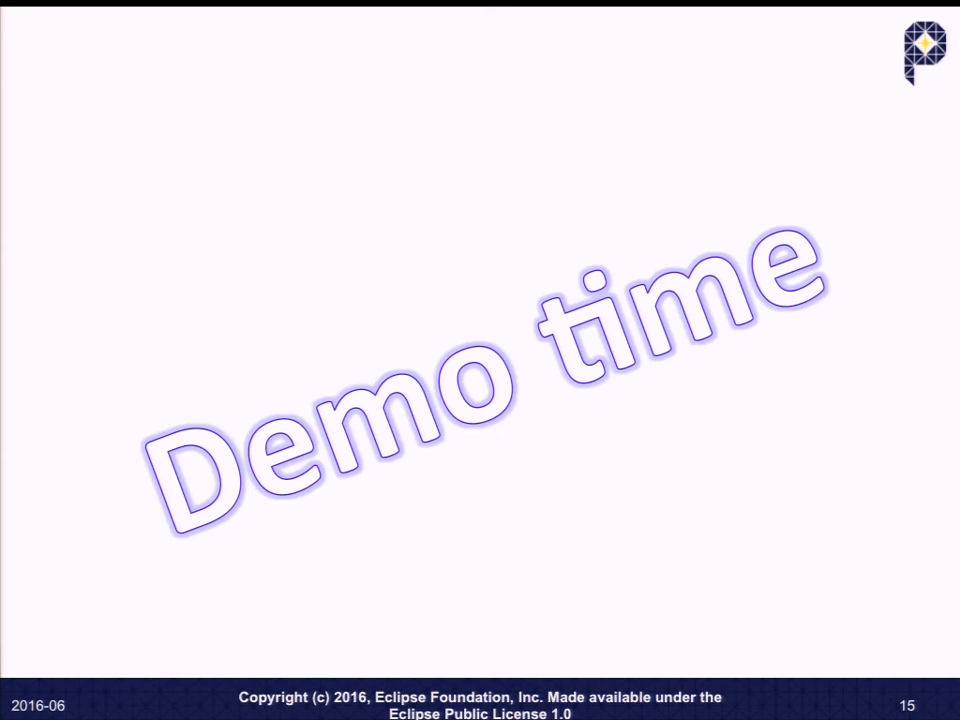 Demo time
2016-06
Copyright (c) 2016, Eclipse Foundation, Inc. Made available under the
Eclipse Public License 1.0
15